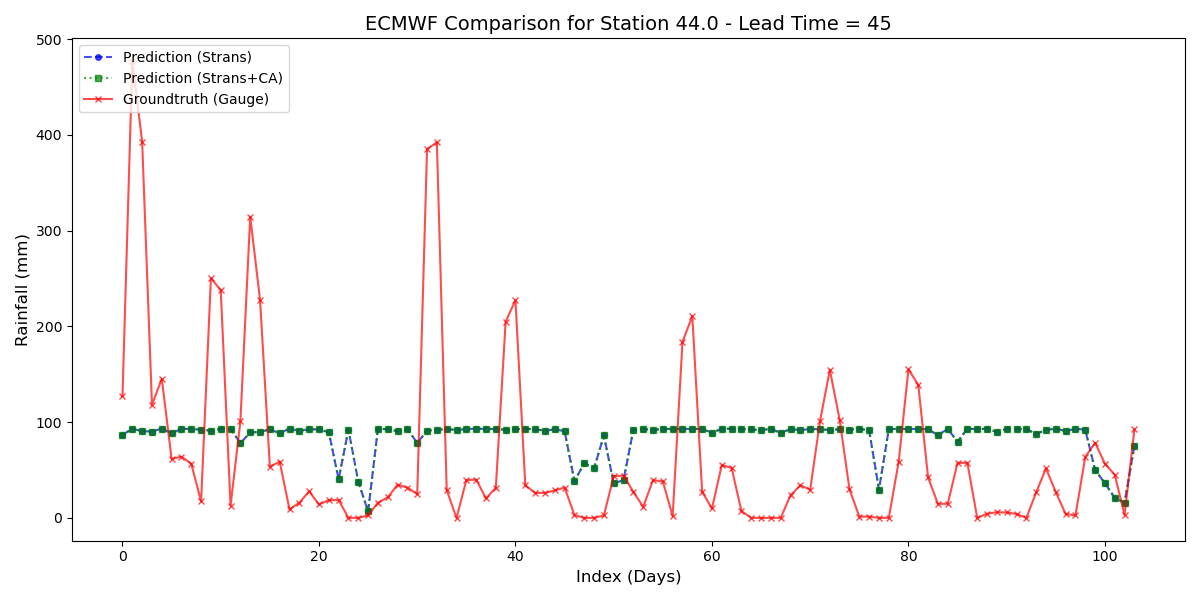 ECMWF Comparison for Station 44.0 - Lead Time = 45
Prediction (Strans)
Prediction (Strans+CA)
Groundtruth (Gauge)
500
400
300
200
100
0
Rainfall (mm)
0
20
40
60
80
100
Index (Days)